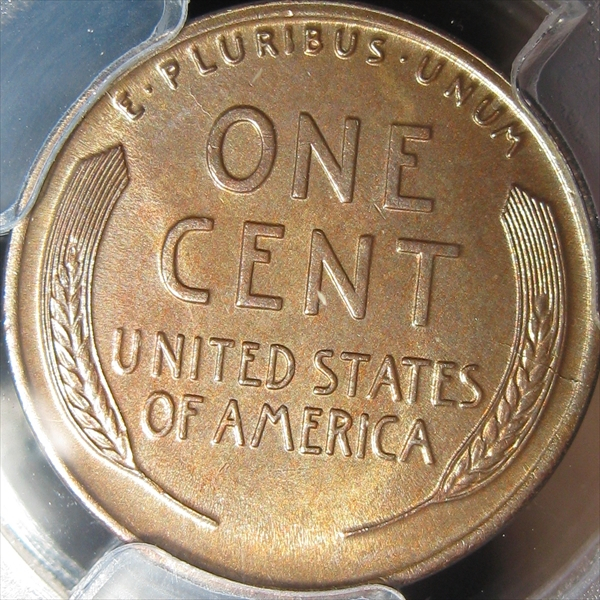 E·PLURIBUS·UNUM
ONE
CENT
UNITED STATES
OF AMERICA